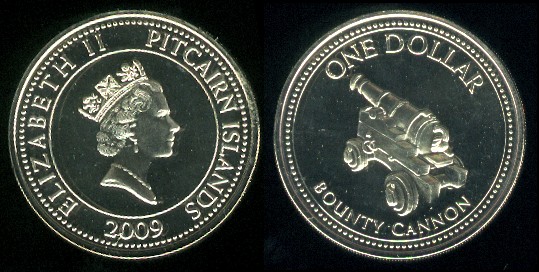 ELIZABETH II PITCAIRN ISLANDS
2009
ONE DOLLAR
BOUNTY CANNON